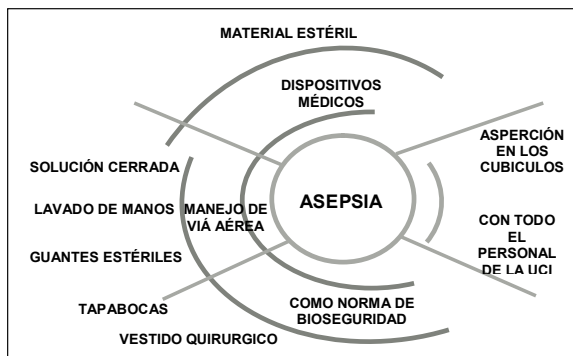 MATERIAL ESTÉRIL
DISPOSITIVOS
MÉDICOS
ASPERCIÓN
EN LOS
CUBICULOS
SOLUCIÓN CERRADA
LAVADO DE MANOS
MANEJO DE
VIÁ AÉREA
ASEPSIA
GUANTES ESTÉRILES
CON TODO
EL
PERSONAL
DE LA UCI
TAPABOCAS
COMO NORMA DE
BIOSEGURIDAD
VESTIDO QUIRURGICO